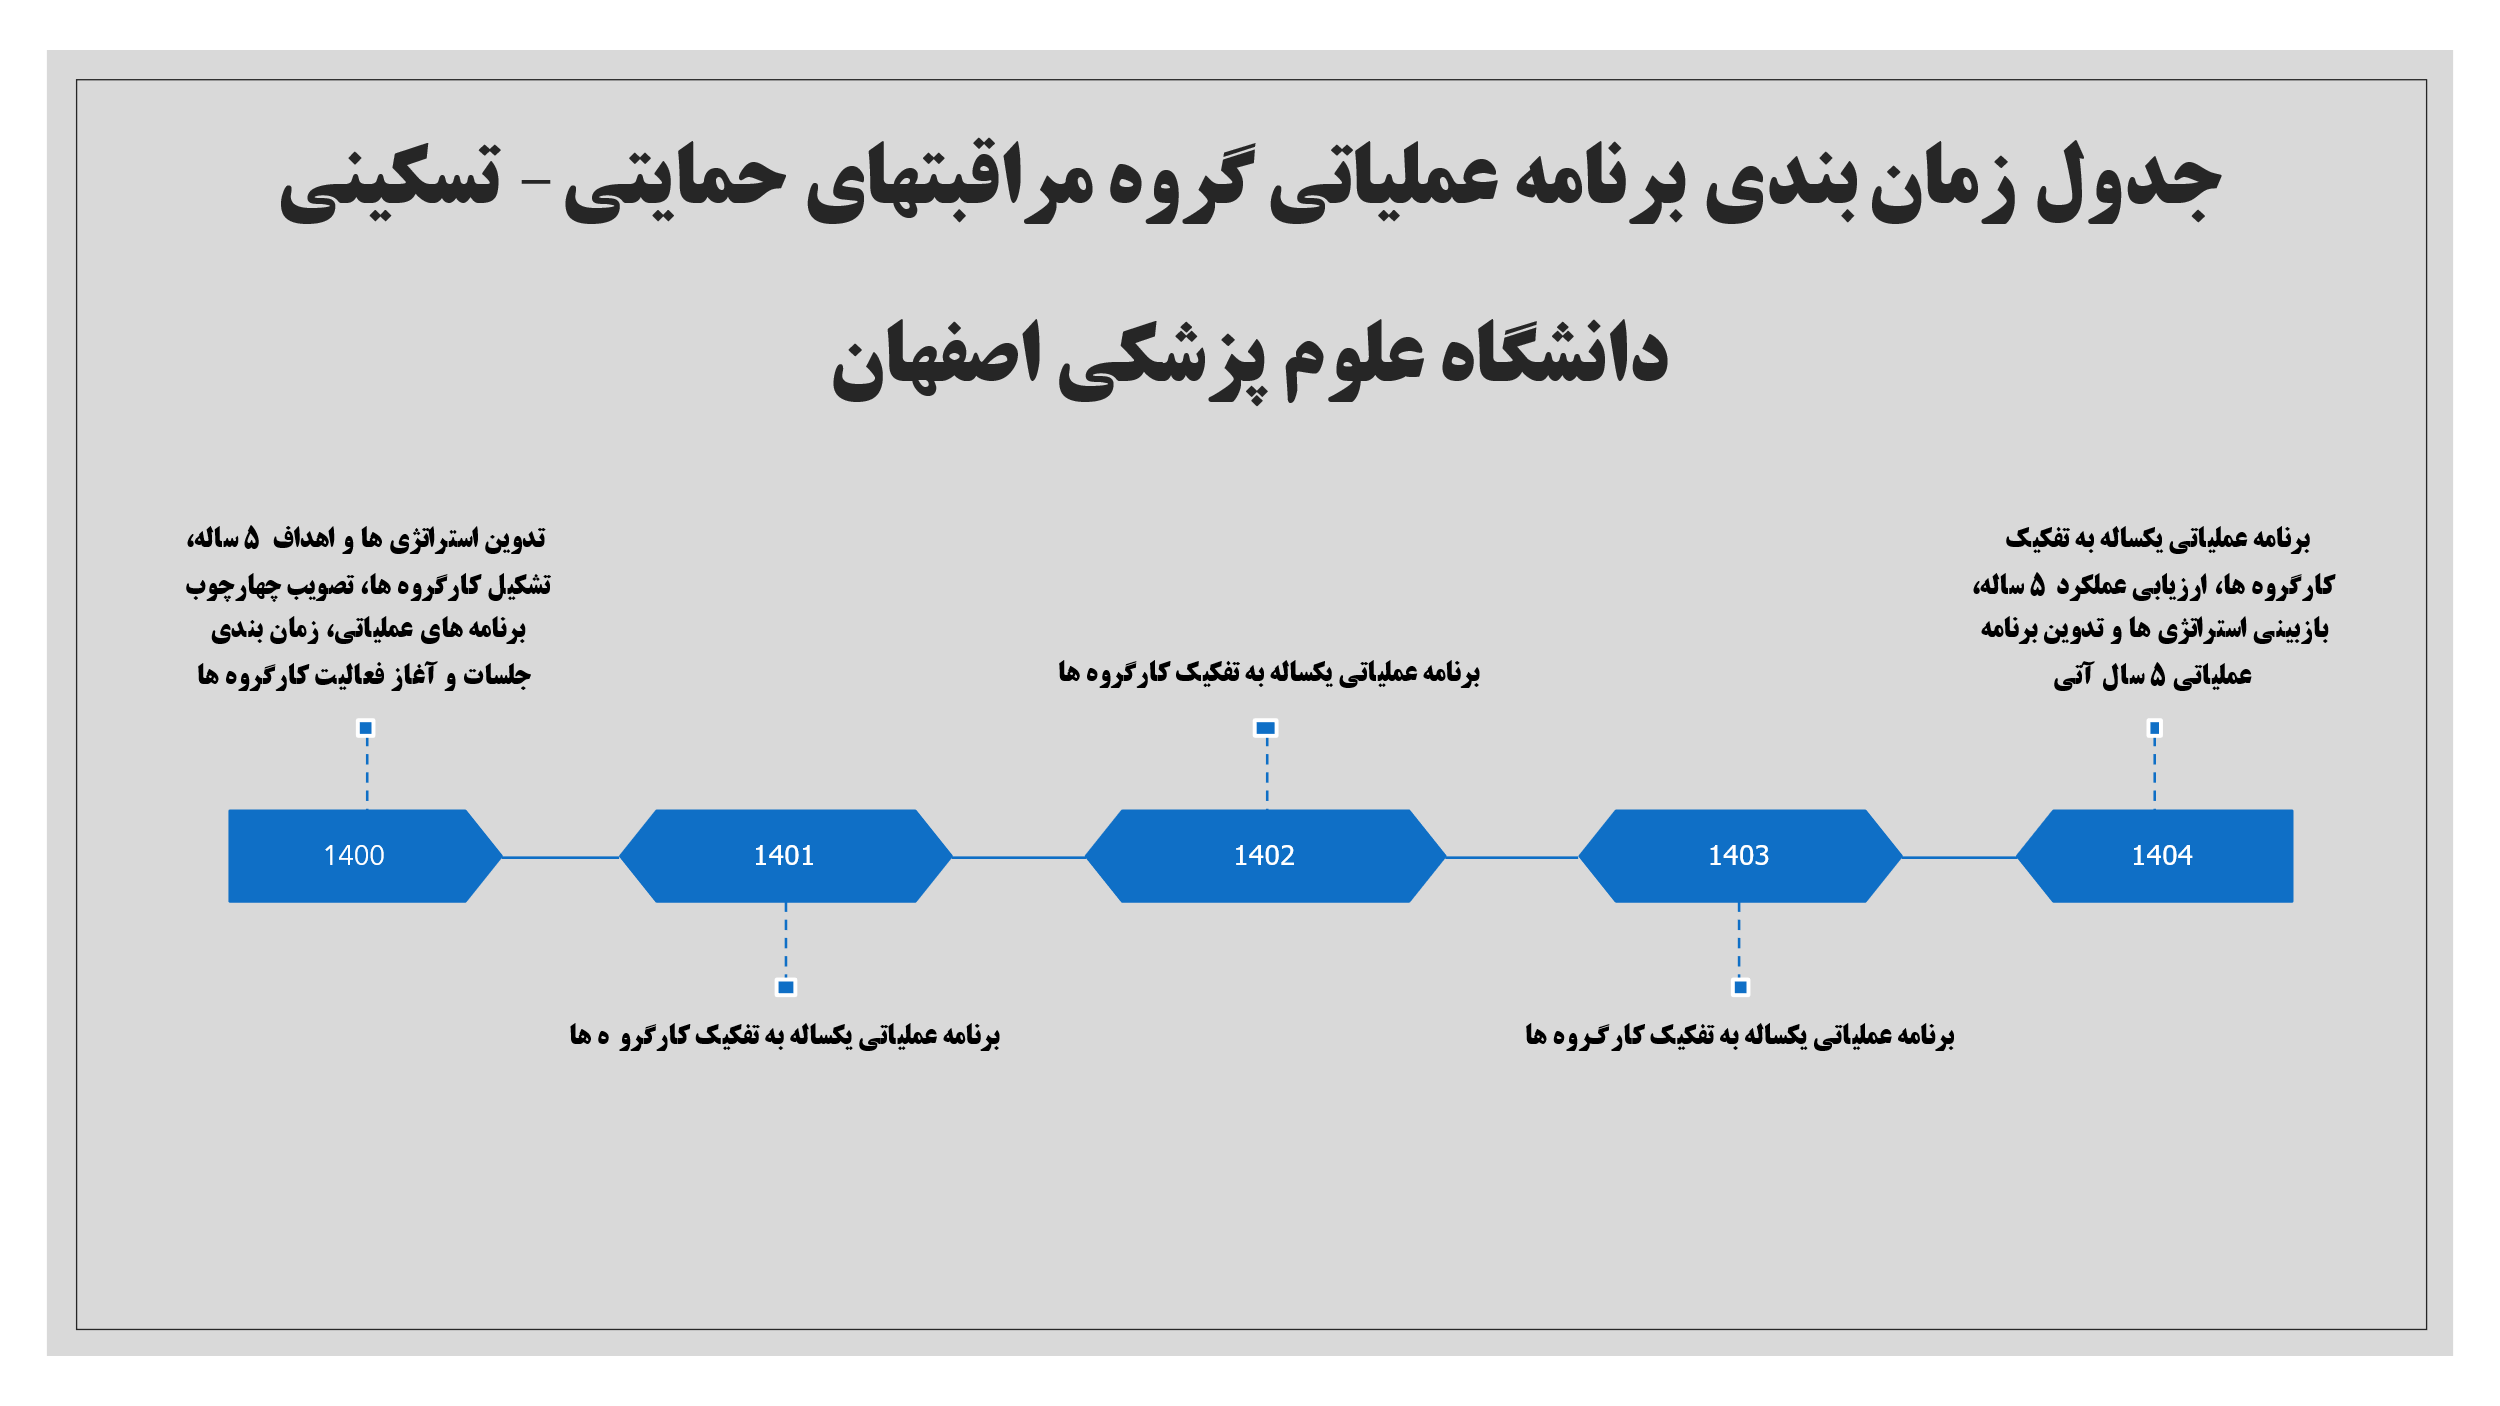 جدول زمان بندی برنامه عملیاتی گروه مراقبتهای حمایتی – تسکینی
دانشگاه علوم پزشکی اصفهان
تدوین استراتژی ها و اهداف ۵ ساله،
تشکیل کارگروه ها، تصویب چهارچوب
برنامه های عملیاتی، زمان بندی
جلسات و آغاز فعالیت کارگروه ها
برنامه عملیاتی یکساله به تفکیک کارگروه ها
برنامه عملیاتی یکساله به تفکیک
کارگروه ها، ارزیابی عملکرد ۵ ساله،
بازبینی استراتژی ها و تدوین برنامه
عملیاتی ۵ سال آتی
1400
1401
1402
1403
1404
برنامه عملیاتی یکساله به تفکیک کارگرو ه ها
برنامه عملیاتی یکساله به تفکیک کارگروه ها